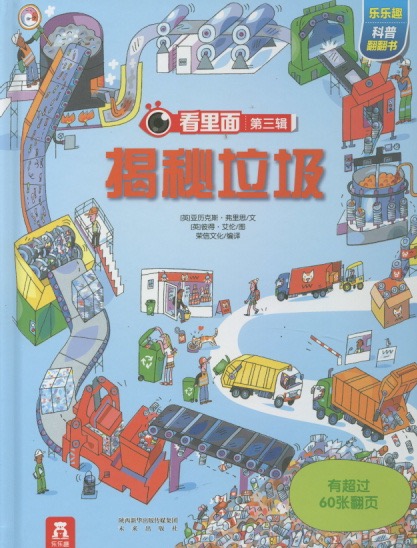 乐乐趣
科普
翻翻书
看里面 第三辑
揭秘垃圾
[英]亚历克斯·弗里思/文
[英]彼得·艾伦/图
荣信文化/编译
有超过
60张翻页
陕西新华出版传媒集团
未来出版社
乐乐趣